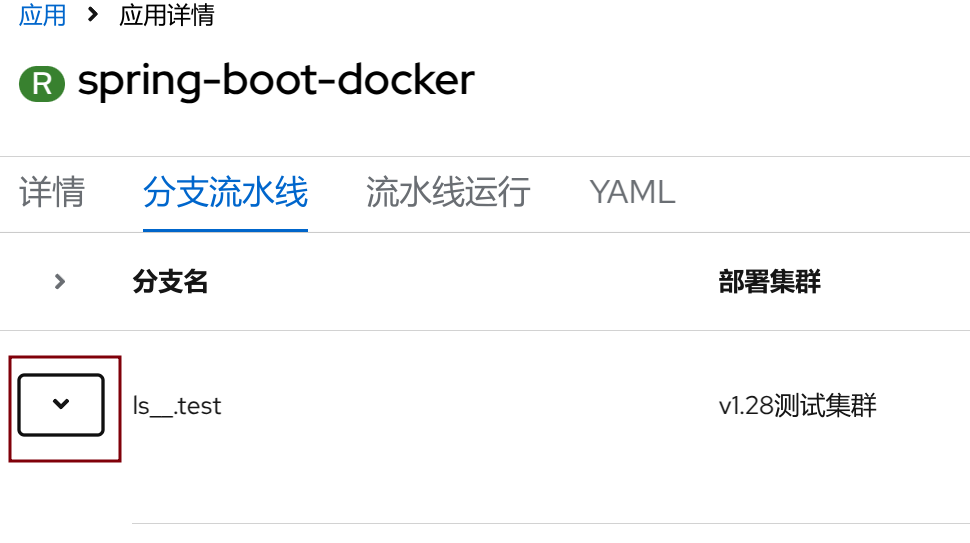 应用 > 应用详情
R spring-boot-docker
详情 分支流水线 流水线运行 YAML
分支名 部署集群
ls__.test v1.28测试集群